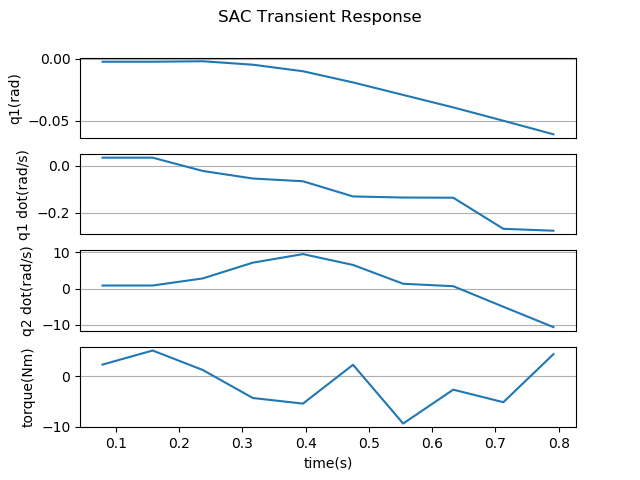 SAC Transient Response
q1(rad)
0.00
−0.05
q1 dot(rad/s)
0.0
−0.2
q2 dot(rad/s)
10
0
−10
torque(Nm)
0
−10
0.1 0.2 0.3 0.4 0.5 0.6 0.7 0.8
time(s)